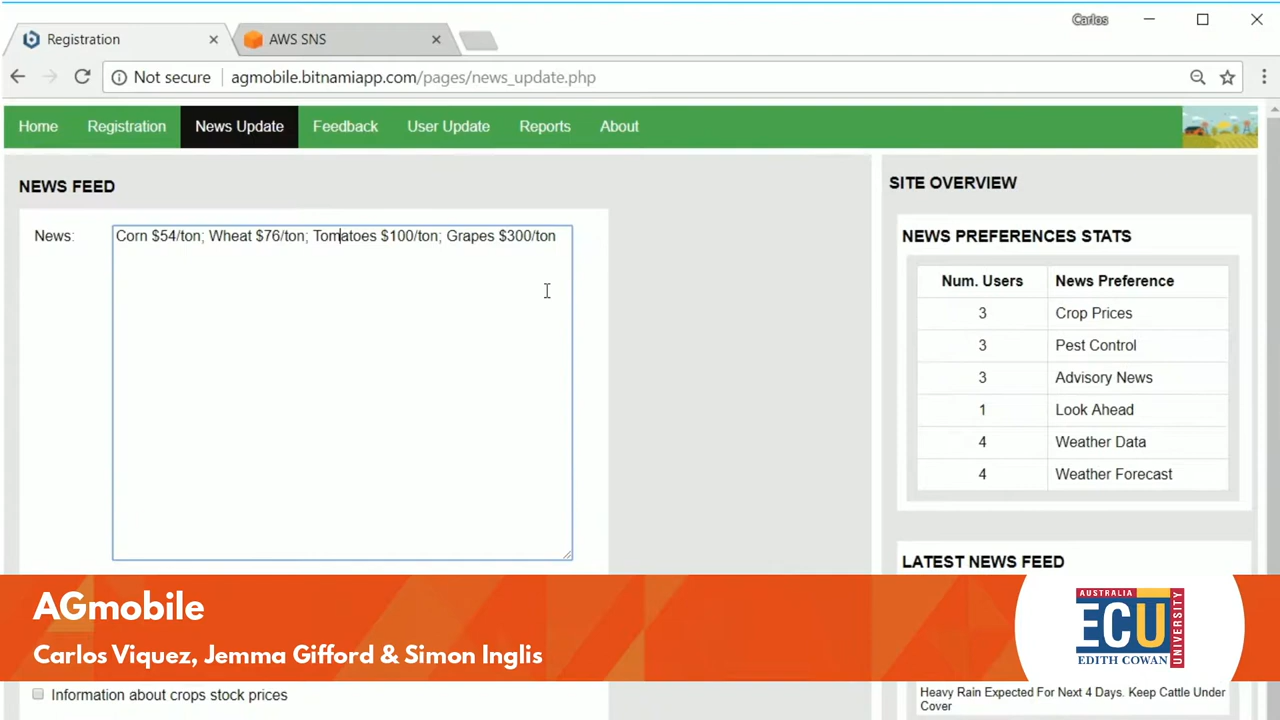 Carlos
Registration
AWS SNS
Not secure
agmobile.bitnamiapp.com/pages/news_update.php
Home Registration News Update Feedback User Update Reports About
NEWS FEED
News:
Corn $54/ton; Wheat $76/ton; Tomatoes $100/ton; Grapes $300/ton
SITE OVERVIEW
NEWS PREFERENCES STATS
Num. Users News Preference
3 Crop Prices
3 Pest Control
3 Advisory News
1 Look Ahead
4 Weather Data
4 Weather Forecast
LATEST NEWS FEED
AGmobile
Carlos Viquez, Jemma Gifford & Simon Inglis
AUSTRALIA
ECU
UNIVERSITY
EDITH COWAN
Information about crops stock prices
Heavy Rain Expected For Next 4 Days. Keep Cattle Under
Cover